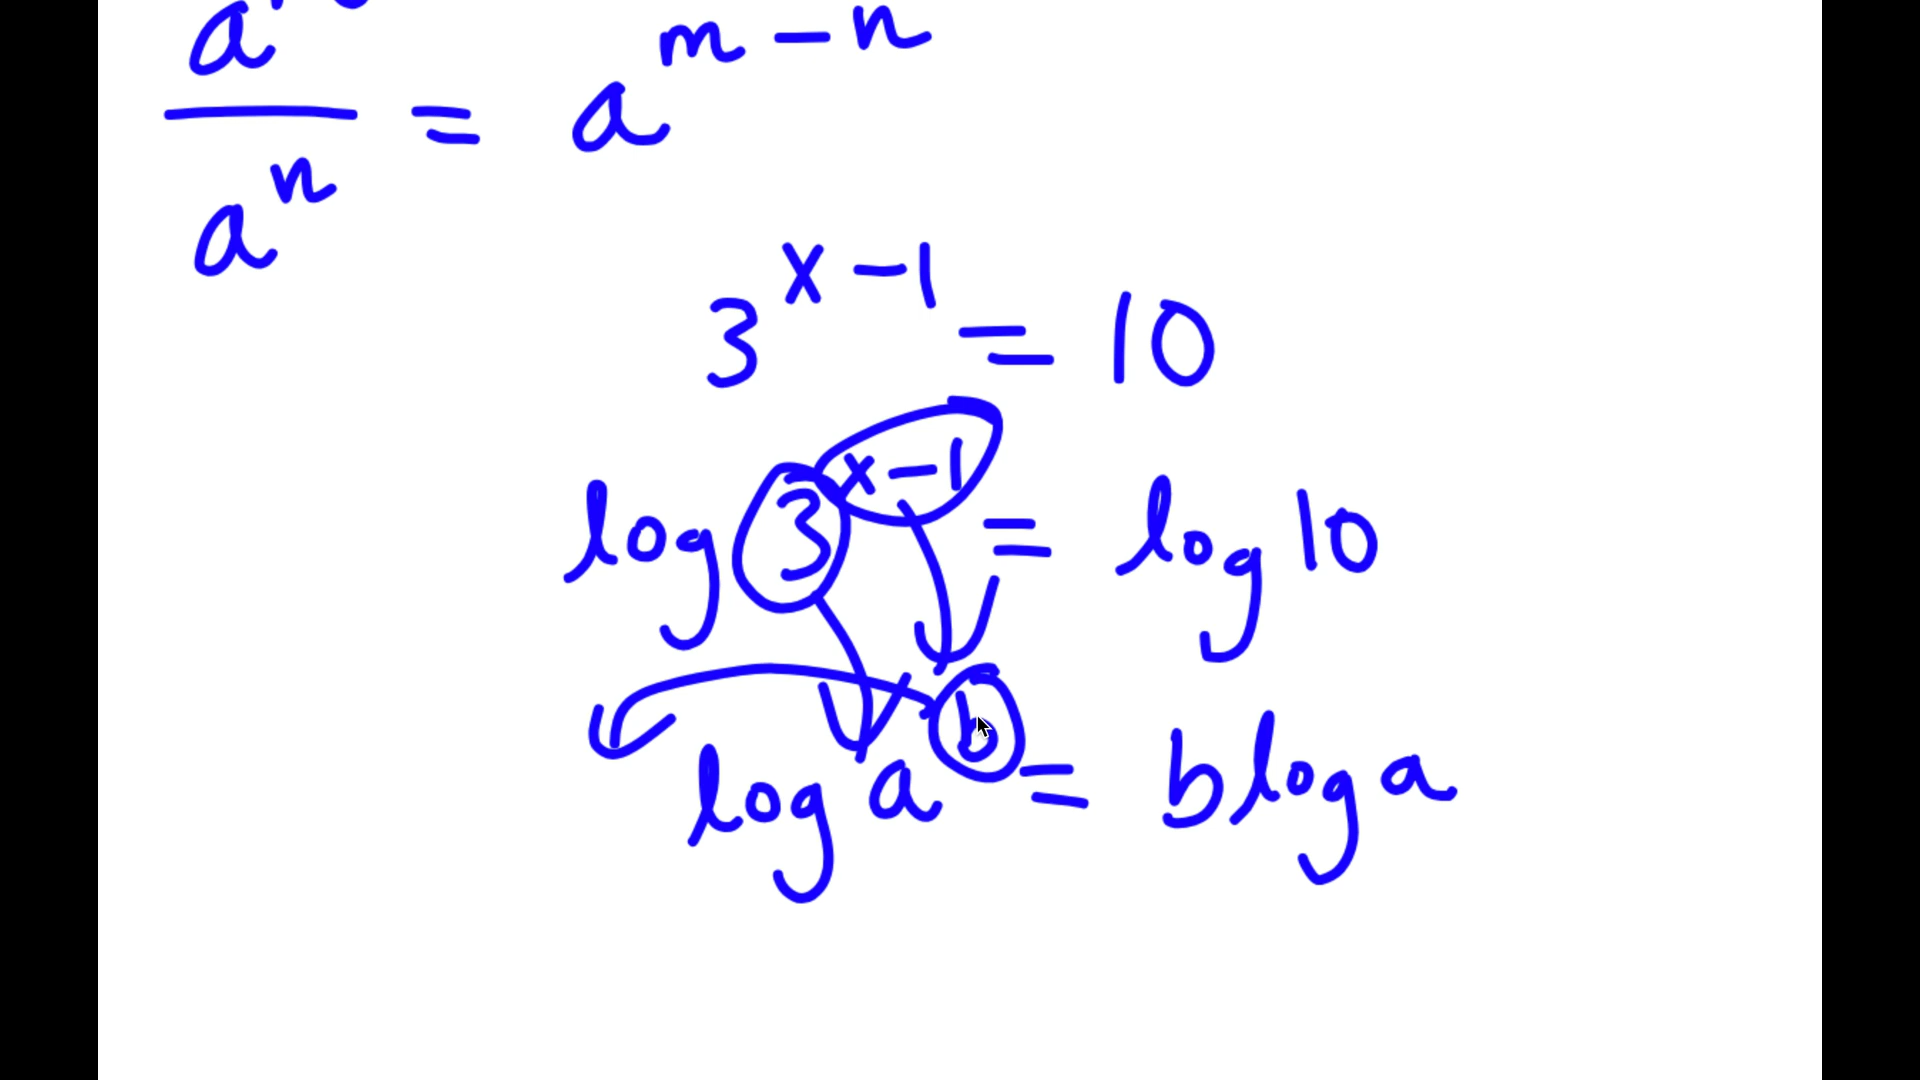 a
— = a^{m-n}
a^n
3^{x-1} = 10
log 3^{x-1} = log 10
log a^b = b log a